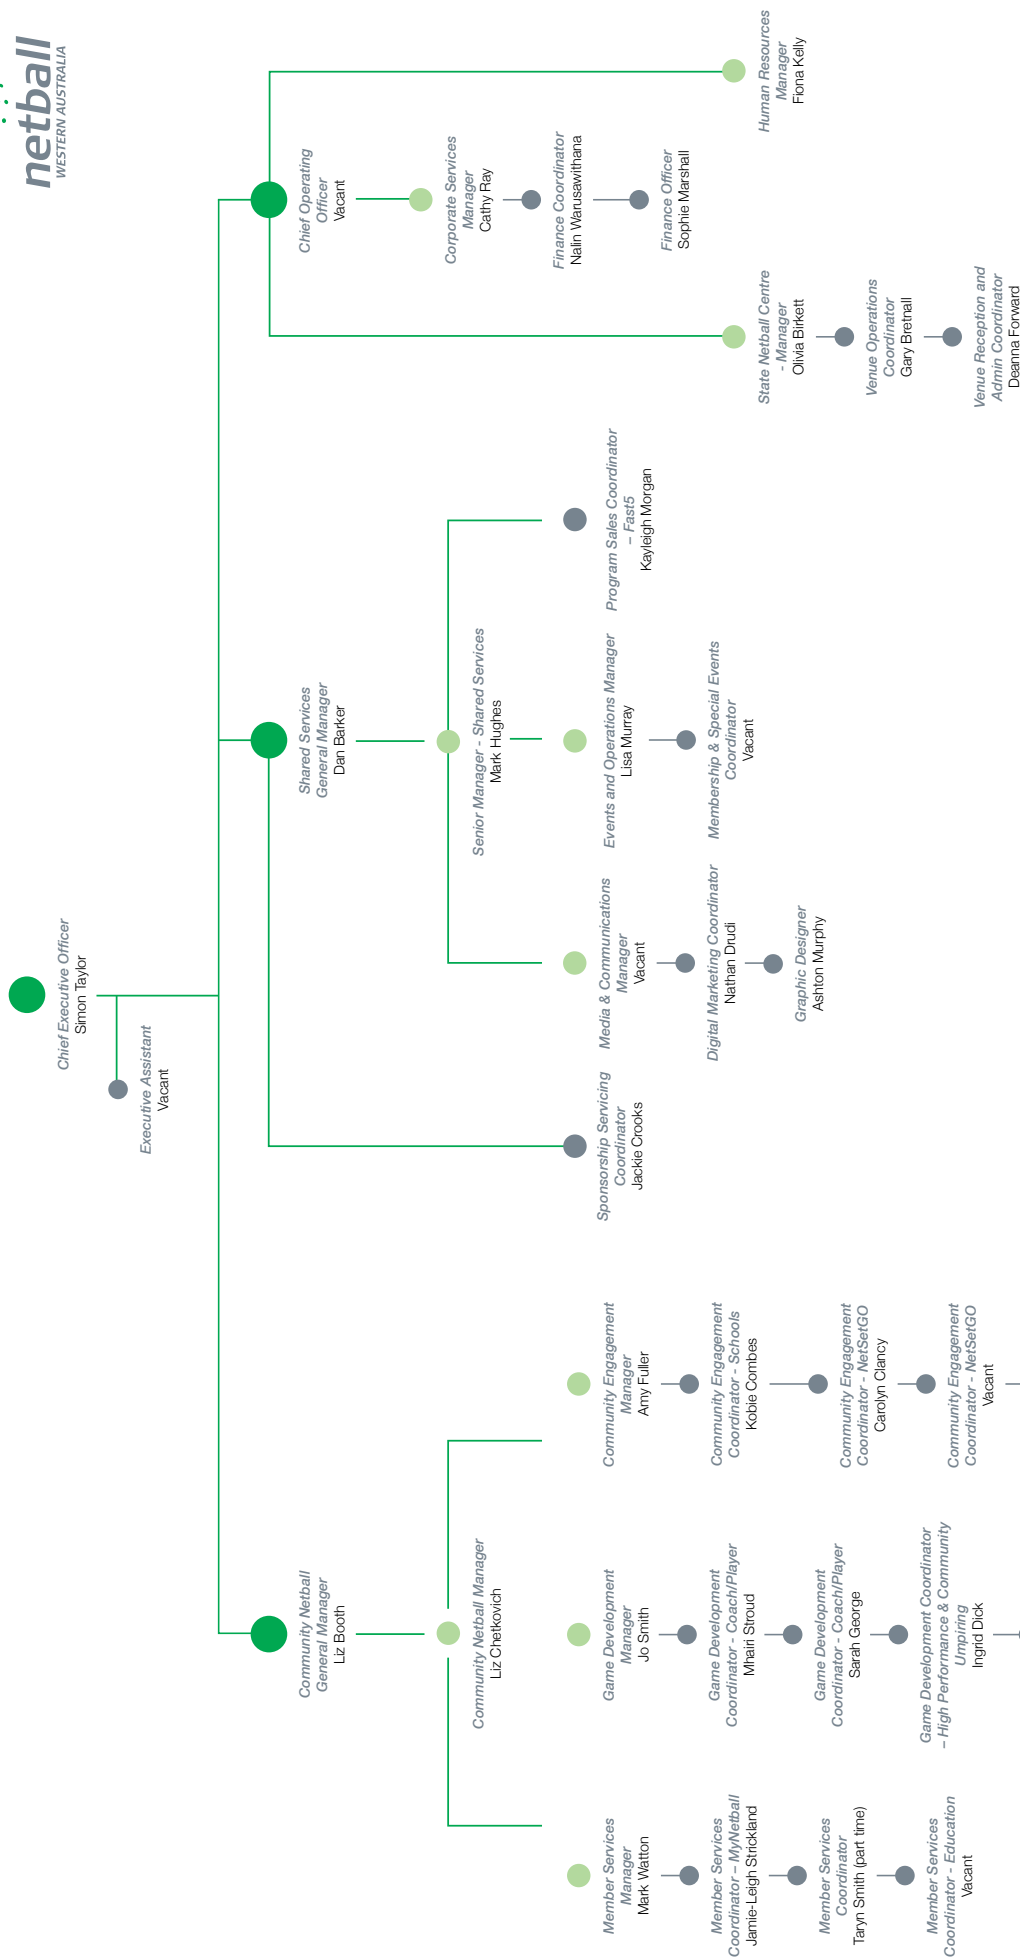 netball
WESTERN AUSTRALIA
Chief Executive Officer
Simon Taylor
Executive Assistant
Vacant
Community Netball
General Manager
Liz Booth
Shared Services
General Manager
Dan Barker
Chief Operating
Officer
Vacant
Community Netball Manager
Liz Chetkovich
Senior Manager - Shared Services
Mark Hughes
Corporate Services
Manager
Cathy Ray
Finance Coordinator
Nalin Warusawithana
Finance Officer
Sophie Marshall
Member Services
Manager
Mark Watton
Member Services
Coordinator – MyNetball
Jamie-Leigh Strickland
Member Services
Coordinator
Taryn Smith (part time)
Member Services
Coordinator - Education
Vacant
Game Development
Manager
Jo Smith
Game Development
Coordinator - Coach/Player
Mhairi Stroud
Game Development
Coordinator - Coach/Player
Sarah George
Game Development Coordinator
– High Performance & Community
Umpiring
Ingrid Dick
Community Engagement
Manager
Amy Fuller
Community Engagement
Coordinator - Schools
Kobie Combes
Community Engagement
Coordinator - NetSetGO
Carolyn Clancy
Community Engagement
Coordinator - NetSetGO
Vacant
Sponsorship Servicing
Coordinator
Jackie Crooks
Media & Communications
Manager
Vacant
Digital Marketing Coordinator
Nathan Drudi
Graphic Designer
Ashton Murphy
Events and Operations Manager
Lisa Murray
Membership & Special Events
Coordinator
Vacant
Program Sales Coordinator
– Fast5
Kayleigh Morgan
State Netball Centre
- Manager
Olivia Birkett
Venue Operations
Coordinator
Gary Bretnall
Venue Reception and
Admin Coordinator
Deanna Forward
Human Resources
Manager
Fiona Kelly